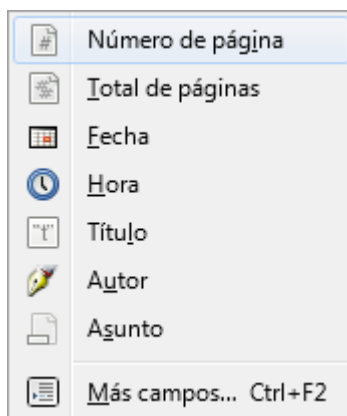 Número de página
Total de páginas
Fecha
Hora
Título
Autor
Asunto
Más campos... Ctrl+F2